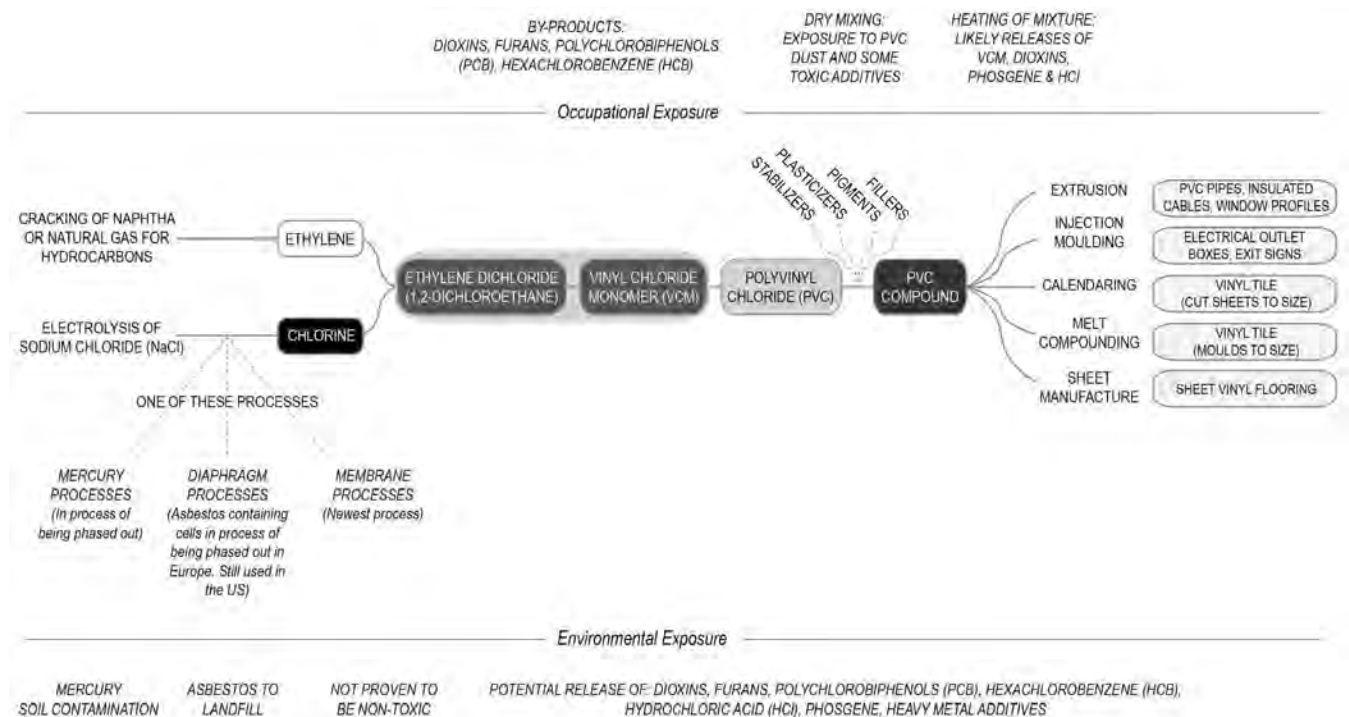 BY-PRODUCTS:
DIOXINS, FURANS, POLYCHLOROBIPHENOLS
(PCB), HEXACHLOROBENZENE (HCB)
DRY MIXING:
EXPOSURE TO PVC
DUST AND SOME
TOXIC ADDITIVES
HEATING OF MIXTURE:
LIKELY RELEASES OF
VCM, DIOXINS,
PHOSGENE & HCl
Occupational Exposure
CRACKING OF NAPHTHA
OR NATURAL GAS FOR
HYDROCARBONS
ETHYLENE
ELECTROLYSIS OF
SODIUM CHLORIDE (NaCl)
CHLORINE
ETHYLENE DICHLORIDE
(1,2-DICHLOROETHANE)
VINYL CHLORIDE
MONOMER (VCM)
POLYVINYL
CHLORIDE (PVC)
STABILIZERS
PLASTICIZERS
PIGMENTS
FILLERS
PVC
COMPOUND
EXTRUSION
PVC PIPES, INSULATED
CABLES, WINDOW PROFILES
INJECTION
MOULDING
ELECTRICAL OUTLET
BOXES, EXIT SIGNS
CALENDARING
VINYL TILE
(CUT SHEETS TO SIZE)
MELT
COMPOUNDING
VINYL TILE
(MOULDS TO SIZE)
SHEET
MANUFACTURE
SHEET VINYL FLOORING
ONE OF THESE PROCESSES
MERCURY
PROCESSES
(In process of
being phased out)
DIAPHRAGM
PROCESSES
(Asbestos containing
cells in process of
being phased out in
Europe. Still used in
the US)
MEMBRANE
PROCESSES
(Newest process)
Environmental Exposure
MERCURY
SOIL CONTAMINATION
ASBESTOS TO
LANDFILL
NOT PROVEN TO
BE NON-TOXIC
POTENTIAL RELEASE OF: DIOXINS, FURANS, POLYCHLOROBIPHENOLS (PCB), HEXACHLOROBENZENE (HCB),
HYDROCHLORIC ACID (HCl), PHOSGENE, HEAVY METAL ADDITIVES